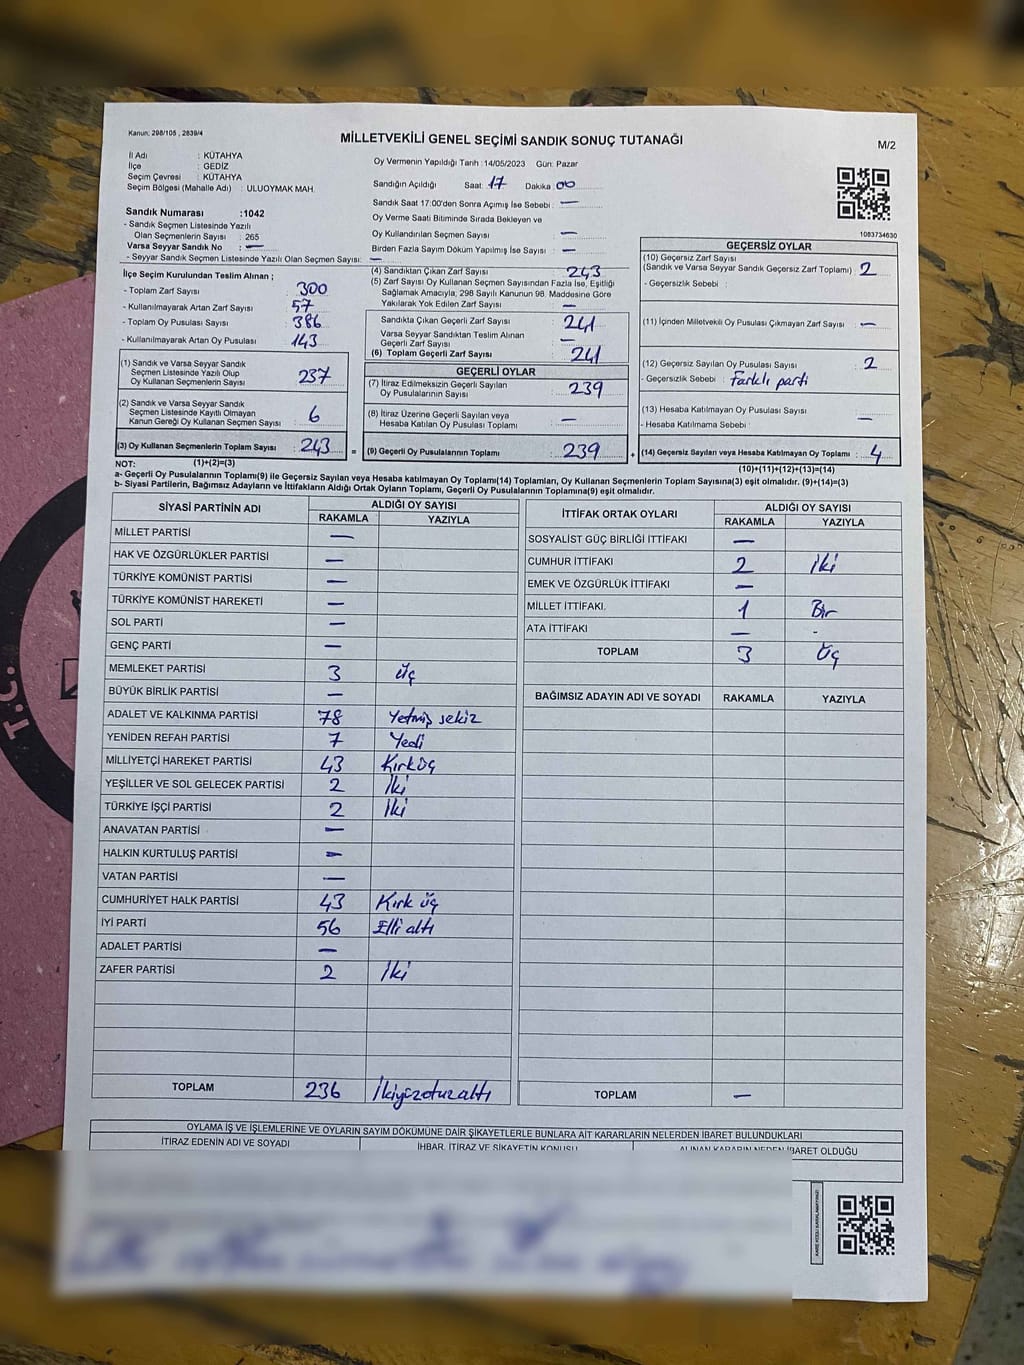 Kanun: 298/105 , 2839/4
MİLLETVEKİLİ GENEL SEÇİMİ SANDIK SONUÇ TUTANAĞI
M/2
İl Adı : KÜTAHYA
İlçe : GEDİZ
Seçim Çevresi : KÜTAHYA
Seçim Bölgesi (Mahalle Adı) : ULUOYMAK MAH.
Sandık Numarası :1042
- Sandık Seçmen Listesinde Yazılı
Olan Seçmenlerin Sayısı : 265
Varsa Seyyar Sandık No : —
- Seyyar Sandık Seçmen Listesinde Yazılı Olan Seçmen Sayısı: —
Oy Vermenin Yapıldığı Tarih :14/05/2023 Gün: Pazar
Sandığın Açıldığı Saat: 17 Dakika: 00
Sandık Saat 17:00'den Sonra Açımış İse Sebebi : —
Oy Verme Saati Bitiminde Sırada Bekleyen ve
Oy Kullandırılan Seçmen Sayısı : —
Birden Fazla Sayım Döküm Yapılmış İse Sayısı : —
1083734630
İlçe Seçim Kurulundan Teslim Alınan ;
- Toplam Zarf Sayısı : 300
- Kullanılmayarak Artan Zarf Sayısı : 57
- Toplam Oy Pusulası Sayısı : 386
- Kullanılmayarak Artan Oy Pusulası : 143
(1) Sandık ve Varsa Seyyar Sandık
Seçmen Listesinde Yazılı Olup
Oy Kullanan Seçmenlerin Sayısı : 237
(2) Sandık ve Varsa Seyyar Sandık
Seçmen Listesinde Kayıtlı Olmayan
Kanun Gereği Oy Kullanan Seçmen Sayısı : 6
(3) Oy Kullanan Seçmenlerin Toplam Sayısı : 243 =
(4) Sandıktan Çıkan Zarf Sayısı : 243
(5) Zarf Sayısı Oy Kullanan Seçmen Sayısından Fazla İse, Eşitliği
Sağlamak Amacıyla, 298 Sayılı Kanunun 98. Maddesine Göre
Yakılarak Yok Edilen Zarf Sayısı : —
Sandıkta Çıkan Geçerli Zarf Sayısı : 241
Varsa Seyyar Sandıktan Teslim Alınan
Geçerli Zarf Sayısı : —
(6) Toplam Geçerli Zarf Sayısı : 241
GEÇERLİ OYLAR
(7) İtiraz Edilmeksizin Geçerli Sayılan
Oy Pusulalarının Sayısı : 239
(8) İtiraz Üzerine Geçerli Sayılan veya
Hesaba Katılan Oy Pusulası Toplamı : —
(9) Geçerli Oy Pusulalarının Toplamı : 239 +
GEÇERSİZ OYLAR
(10) Geçersiz Zarf Sayısı
(Sandık ve Varsa Seyyar Sandık Geçersiz Zarf Toplamı) : 2
- Geçersizlik Sebebi :
(11) İçinden Milletvekili Oy Pusulası Çıkmayan Zarf Sayısı : —
(12) Geçersiz Sayılan Oy Pusulası Sayısı : 2
- Geçersizlik Sebebi : Farklı parti
(13) Hesaba Katılmayan Oy Pusulası Sayısı : —
- Hesaba Katılmama Sebebi :
(14) Geçersiz Sayılan veya Hesaba Katılmayan Oy Toplamı : 4
NOT: (1)+(2)=(3)
(10)+(11)+(12)+(13)=(14)
a- Geçerli Oy Pusulalarının Toplamı(9) ile Geçersiz Sayılan veya Hesaba Katılmayan Oy Toplamı(14) Toplamları, Oy Kullanan Seçmenlerin Toplam Sayısına(3) eşit olmalıdır. (9)+(14)=(3)
b- Siyasi Partilerin, Bağımsız Adayların ve İttifakların Aldığı Ortak Oyların Toplamı, Geçerli Oy Pusulalarının Toplamına(9) eşit olmalıdır.
SİYASİ PARTİNİN ADI ALDIĞI OY SAYISI
RAKAMLA YAZIYLA
MİLLET PARTİSİ —
HAK VE ÖZGÜRLÜKLER PARTİSİ —
TÜRKİYE KOMÜNİST PARTİSİ —
TÜRKİYE KOMÜNİST HAREKETİ —
SOL PARTİ —
GENÇ PARTİ —
MEMLEKET PARTİSİ 3 üç
BÜYÜK BİRLİK PARTİSİ —
ADALET VE KALKINMA PARTİSİ 78 Yetmiş sekiz
YENİDEN REFAH PARTİSİ 7 Yedi
MİLLİYETÇİ HAREKET PARTİSİ 43 Kırküç
YEŞİLLER VE SOL GELECEK PARTİSİ 2 İki
TÜRKİYE İŞÇİ PARTİSİ 2 İki
ANAVATAN PARTİSİ —
HALKIN KURTULUŞ PARTİSİ —
VATAN PARTİSİ —
CUMHURİYET HALK PARTİSİ 43 Kırk üç
İYİ PARTİ 56 Elli altı
ADALET PARTİSİ —
ZAFER PARTİSİ 2 İki
TOPLAM 236 İkiyüzotuzaltı
İTTİFAK ORTAK OYLARI ALDIĞI OY SAYISI
RAKAMLA YAZIYLA
SOSYALİST GÜÇ BİRLİĞİ İTTİFAKI —
CUMHUR İTTİFAKI 2 İki
EMEK VE ÖZGÜRLÜK İTTİFAKI —
MİLLET İTTİFAKI 1 Bir
ATA İTTİFAKI — -
TOPLAM 3 Üç
BAĞIMSIZ ADAYIN ADI VE SOYADI RAKAMLA YAZIYLA
TOPLAM —
OYLAMA İŞ VE İŞLEMLERİNE VE OYLARIN SAYIM DÖKÜMÜNE DAİR ŞİKAYETLERLE BUNLARA AİT KARARLARIN NELERDEN İBARET BULUNDUKLARI
İTİRAZ EDENİN ADI VE SOYADI İHBAR, İTİRAZ VE ŞİKAYETİN KONUSU ALINAN KARARIN NEDEN İBARET OLDUĞU